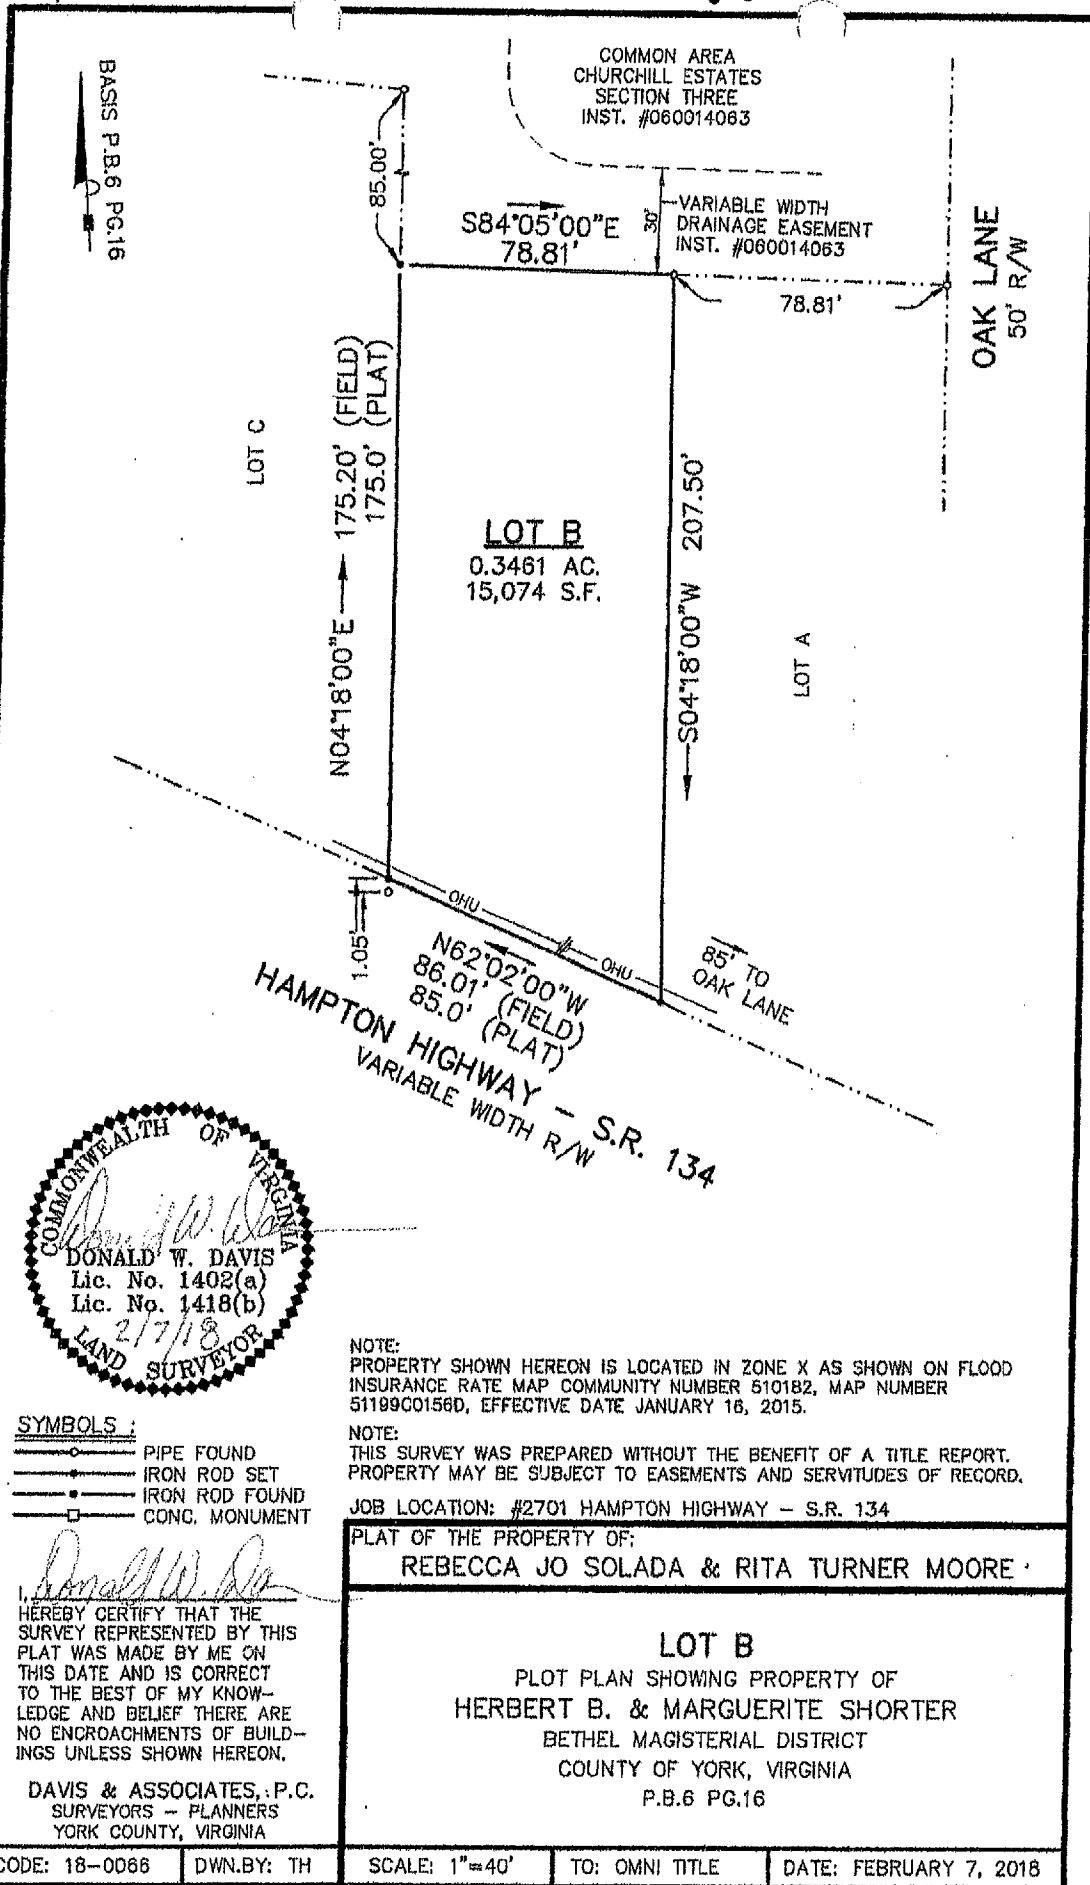 BASIS P.B.6 PG.16
COMMON AREA
CHURCHILL ESTATES
SECTION THREE
INST. #060014063
85.00'
S84°05'00"E
78.81'
30'
VARIABLE WIDTH
DRAINAGE EASEMENT
INST. #060014063
78.81'
OAK LANE
50' R/W
LOT C
N04°18'00"E
175.20' (FIELD)
175.0' (PLAT)
LOT B
0.3461 AC.
15,074 S.F.
S04°18'00"W 207.50'
LOT A
1.05'
OHU
OHU
N62°02'00"W
86.01' (FIELD)
85.0' (PLAT)
85' TO
OAK LANE
HAMPTON HIGHWAY - S.R. 134
VARIABLE WIDTH R/W
COMMONWEALTH OF VIRGINIA
Donald W. Davis
DONALD W. DAVIS
Lic. No. 1402(a)
Lic. No. 1418(b)
2/7/18
LAND SURVEYOR
NOTE:
PROPERTY SHOWN HEREON IS LOCATED IN ZONE X AS SHOWN ON FLOOD
INSURANCE RATE MAP COMMUNITY NUMBER 510182, MAP NUMBER
51199C0156D, EFFECTIVE DATE JANUARY 16, 2015.
NOTE:
THIS SURVEY WAS PREPARED WITHOUT THE BENEFIT OF A TITLE REPORT.
PROPERTY MAY BE SUBJECT TO EASEMENTS AND SERVITUDES OF RECORD.
JOB LOCATION: #2701 HAMPTON HIGHWAY - S.R. 134
SYMBOLS :
PIPE FOUND
IRON ROD SET
IRON ROD FOUND
CONC. MONUMENT
I, Donald W. Davis
HEREBY CERTIFY THAT THE
SURVEY REPRESENTED BY THIS
PLAT WAS MADE BY ME ON
THIS DATE AND IS CORRECT
TO THE BEST OF MY KNOW-
LEDGE AND BELIEF THERE ARE
NO ENCROACHMENTS OF BUILD-
INGS UNLESS SHOWN HEREON.
DAVIS & ASSOCIATES, P.C.
SURVEYORS - PLANNERS
YORK COUNTY, VIRGINIA
PLAT OF THE PROPERTY OF:
REBECCA JO SOLADA & RITA TURNER MOORE
LOT B
PLOT PLAN SHOWING PROPERTY OF
HERBERT B. & MARGUERITE SHORTER
BETHEL MAGISTERIAL DISTRICT
COUNTY OF YORK, VIRGINIA
P.B.6 PG.16
CODE: 18-0066
DWN.BY: TH
SCALE: 1"=40'
TO: OMNI TITLE
DATE: FEBRUARY 7, 2018